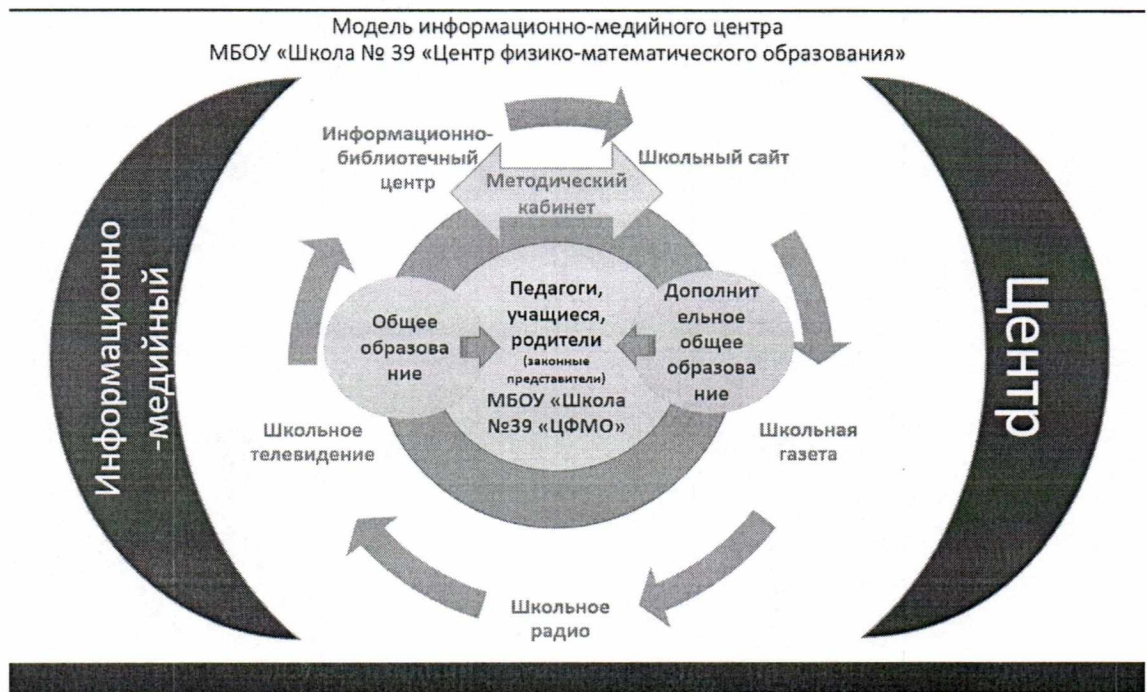 Модель информационно-медийного центра
МБОУ «Школа № 39 «Центр физико-математического образования»
Информационно
-медийный
Информационно-
библиотечный
центр
Школьный сайт
Методический
кабинет
Общее
образова
ние
Педагоги,
учащиеся,
родители
(законные
представители)
МБОУ «Школа
№39 «ЦФМО»
Дополнит
ельное
общее
образова
ние
Школьное
телевидение
Школьная
газета
Школьное
радио
Центр